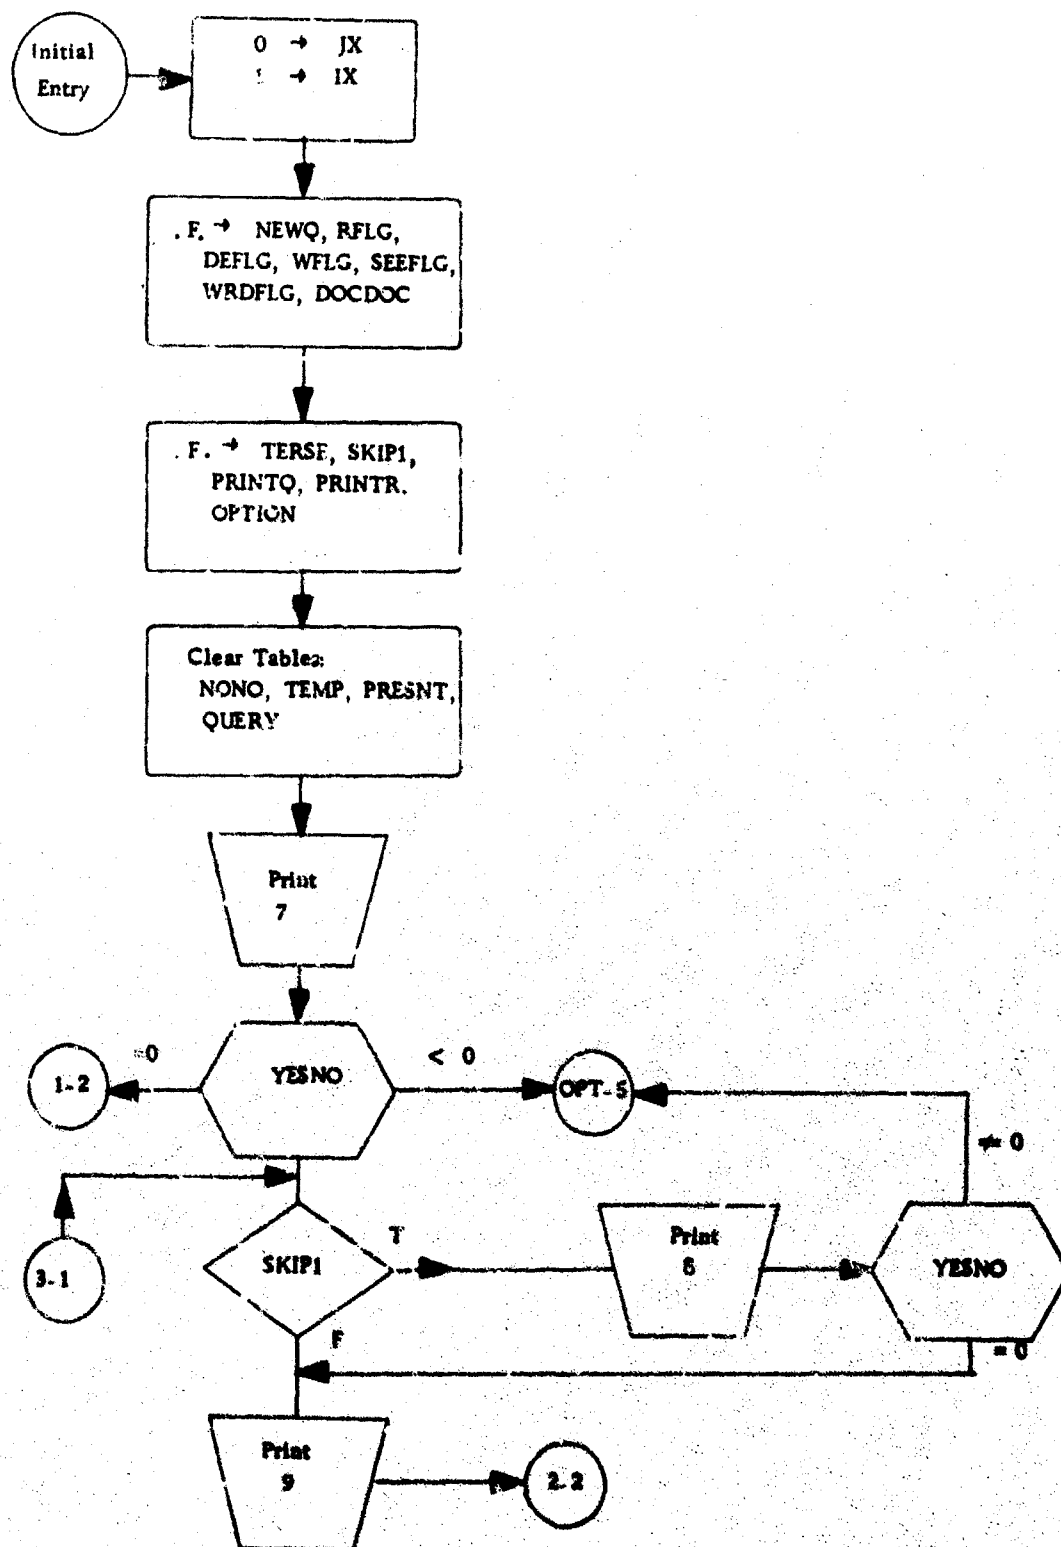 Initial
Entry
0 → JX
→ IX
.F. → NEWQ, RFLG,
DEFLG, WFLG, SEEFLG,
WRDFLG, DOCDOC
.F. → TERSE, SKIP1,
PRINTQ, PRINTR,
OPTION
Clear Tables:
NONO, TEMP, PRESNT,
QUERY
Print
7
=0
YESNO
< 0
1-2
OPT-5
≠ 0
3-1
SKIP1
T
Print
YESNO
F
= 0
Print
9
2-2